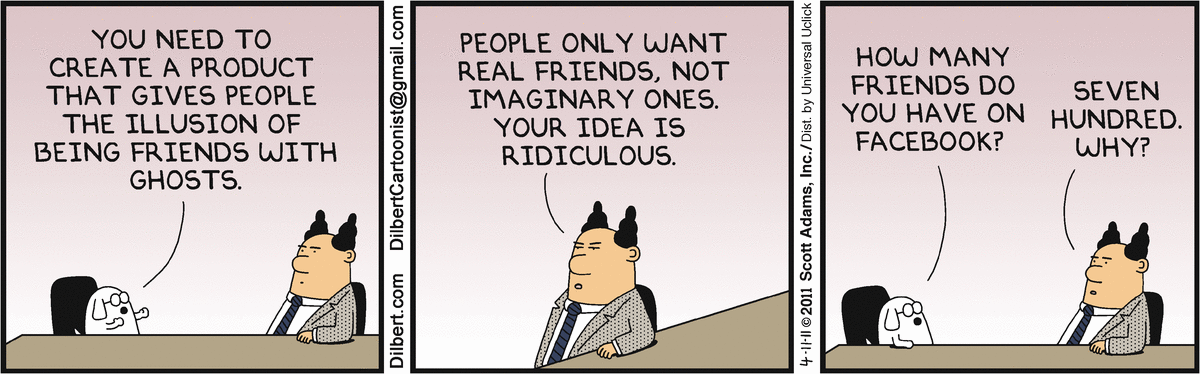 YOU NEED TO
CREATE A PRODUCT
THAT GIVES PEOPLE
THE ILLUSION OF
BEING FRIENDS WITH
GHOSTS.
Dilbert.com DilbertCartoonist@gmail.com
PEOPLE ONLY WANT
REAL FRIENDS, NOT
IMAGINARY ONES.
YOUR IDEA IS
RIDICULOUS.
4-11-11 © 2011 Scott Adams, Inc./Dist. by Universal Uclick
HOW MANY
FRIENDS DO
YOU HAVE ON
FACEBOOK?
SEVEN
HUNDRED.
WHY?